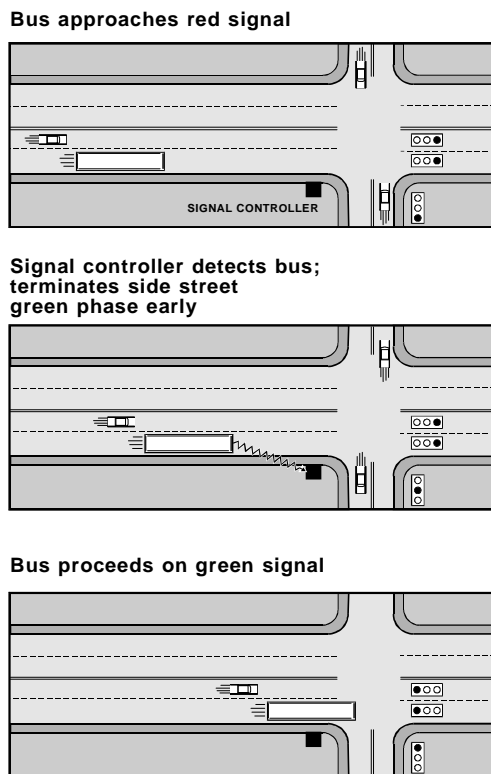 Bus approaches red signal
SIGNAL CONTROLLER
Signal controller detects bus;
terminates side street
green phase early
Bus proceeds on green signal